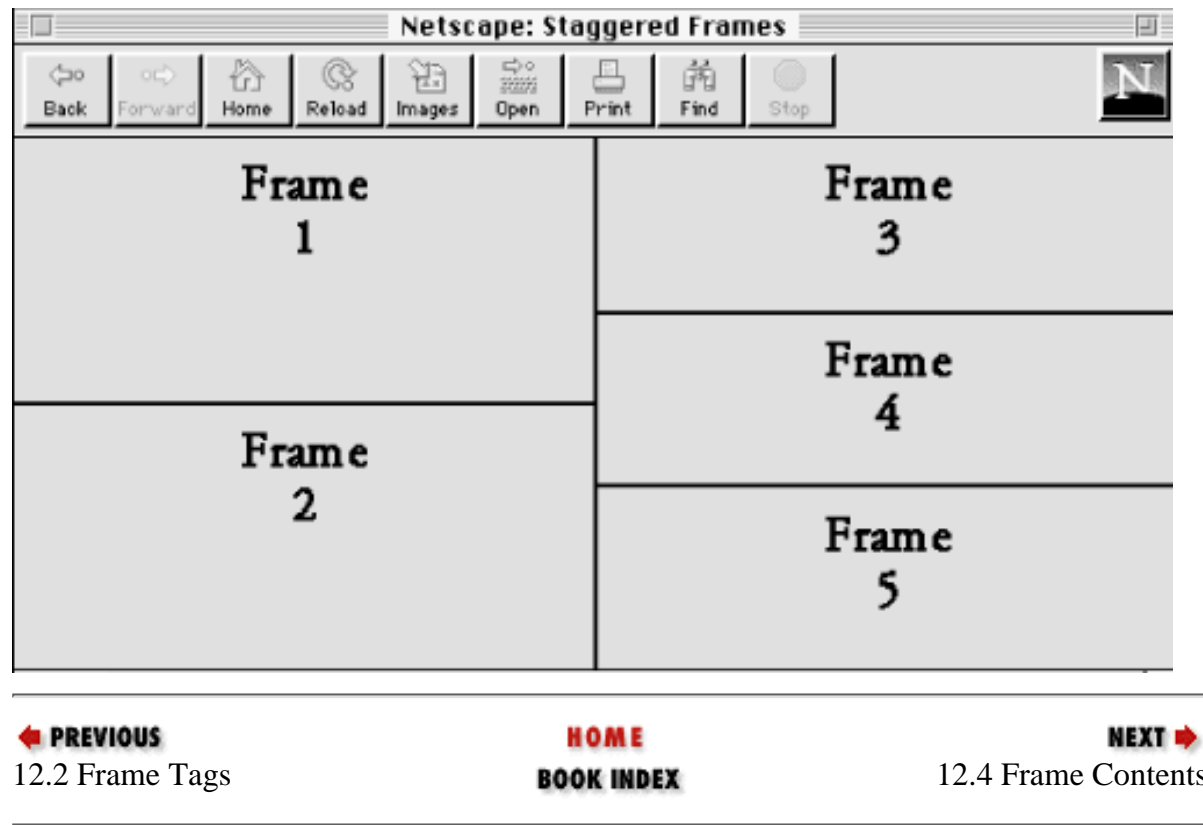 Netscape: Staggered Frames
Back Forward Home Reload Images Open Print Find Stop
N
Frame
1
Frame
2
Frame
3
Frame
4
Frame
5
PREVIOUS HOME NEXT
12.2 Frame Tags BOOK INDEX 12.4 Frame Contents